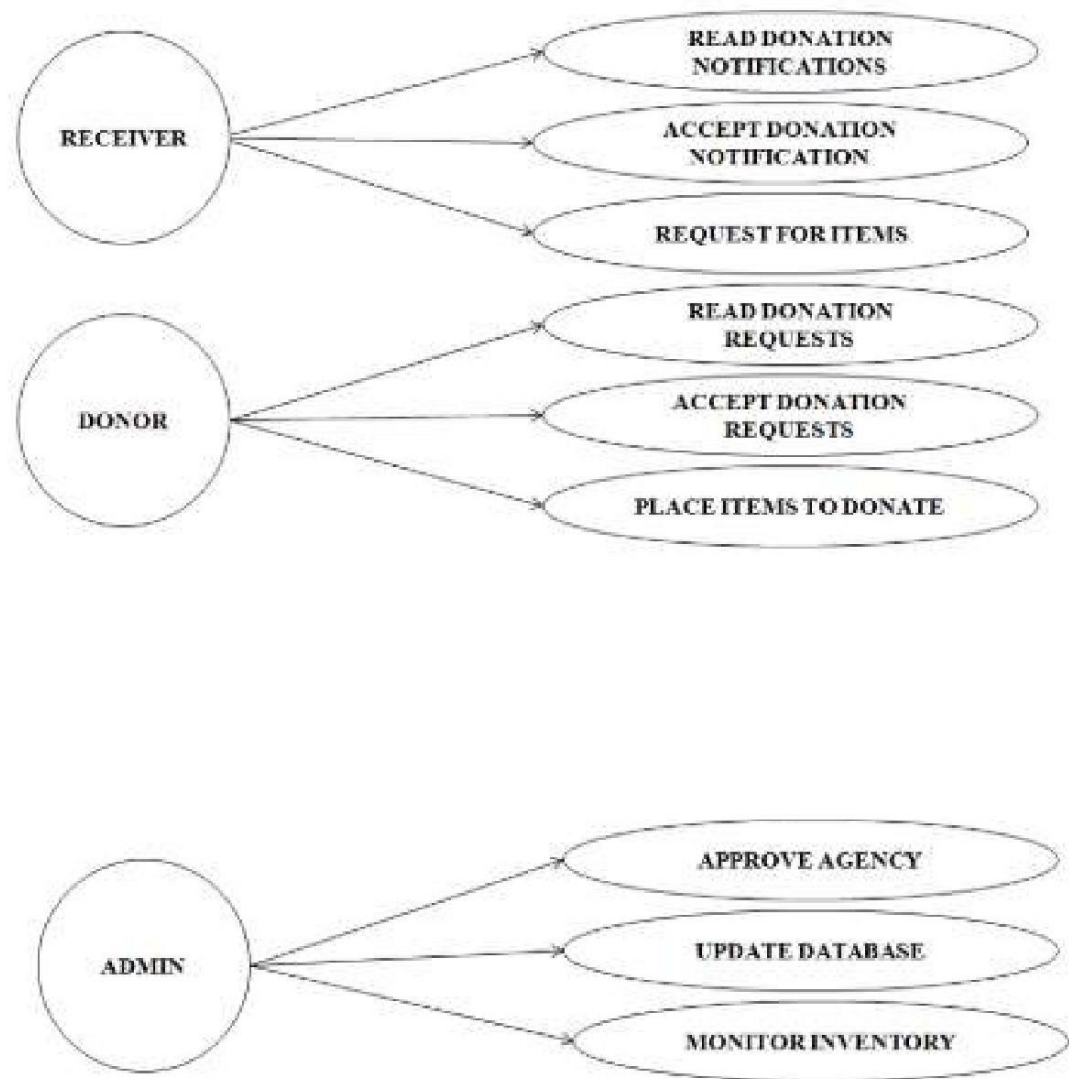 READ DONATION
NOTIFICATIONS
RECEIVER
ACCEPT DONATION
NOTIFICATION
REQUEST FOR ITEMS
READ DONATION
REQUESTS
DONOR
ACCEPT DONATION
REQUESTS
PLACE ITEMS TO DONATE
APPROVE AGENCY
ADMIN
UPDATE DATABASE
MONITOR INVENTORY